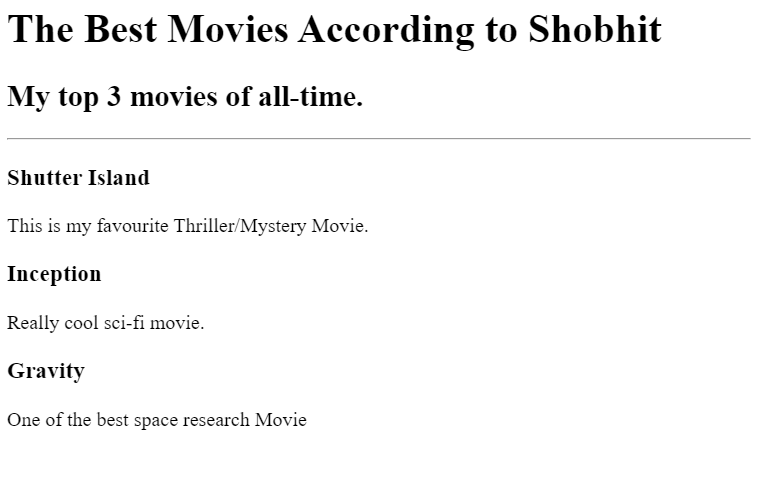 The Best Movies According to Shobhit
My top 3 movies of all-time.
Shutter Island
This is my favourite Thriller/Mystery Movie.
Inception
Really cool sci-fi movie.
Gravity
One of the best space research Movie